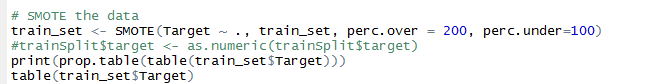 # SMOTE the data
train_set <- SMOTE(Target ~ ., train_set, perc.over = 200, perc.under=100)
#trainSplit$target <- as.numeric(trainSplit$target)
print(prop.table(table(train_set$Target)))
table(train_set$Target)